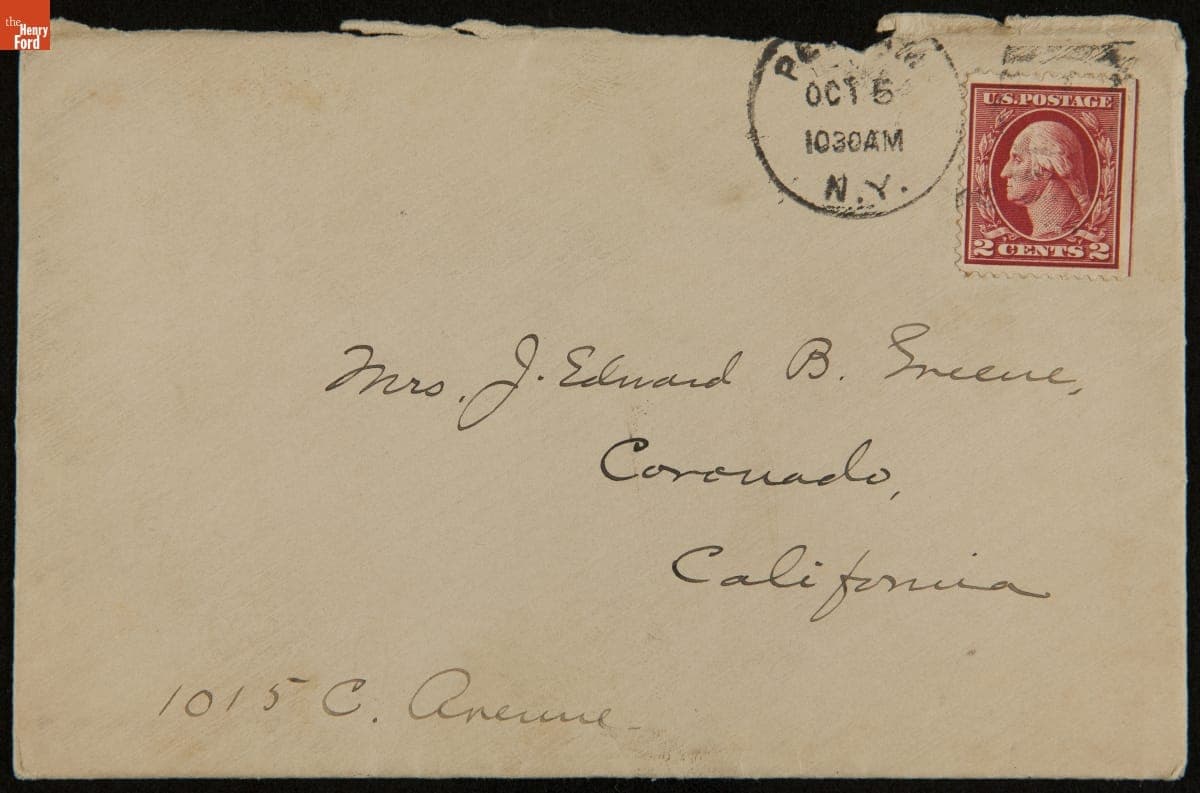 the
Henry
Ford
OCT 5
1030AM
N.Y.
U.S. POSTAGE
2 CENTS 2
Mrs. J. Edward B. Greene,
Coronado,
California
1015 C. Avenue